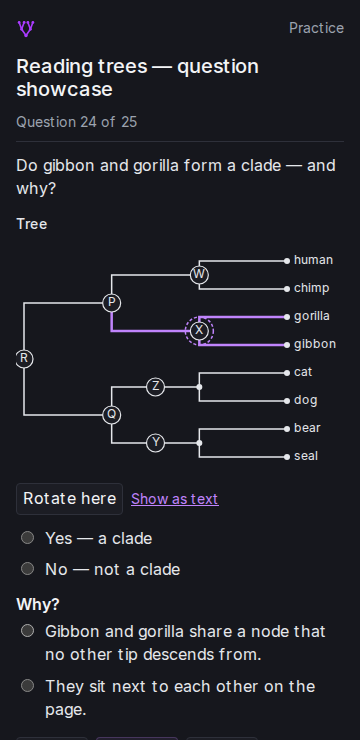 Practice
Reading trees — question
showcase
Question 24 of 25
Do gibbon and gorilla form a clade — and
why?
Tree
human
W
chimp
P
gorilla
X
gibbon
R
cat
Z
dog
Q
bear
Y
seal
Rotate here Show as text
Yes — a clade
No — not a clade
Why?
Gibbon and gorilla share a node that
no other tip descends from.
They sit next to each other on the
page.